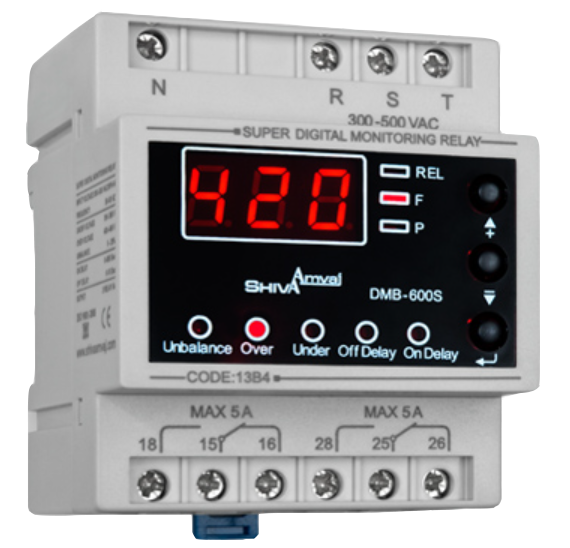 N
R S T
300-500 VAC
SUPER DIGITAL MONITORING RELAY
420
REL
F
P
SHIVA Amvaj
DMB-600S
Unbalance Over Under Off Delay On Delay
CODE:13B4
MAX 5A MAX 5A
18 15 16 28 25 26